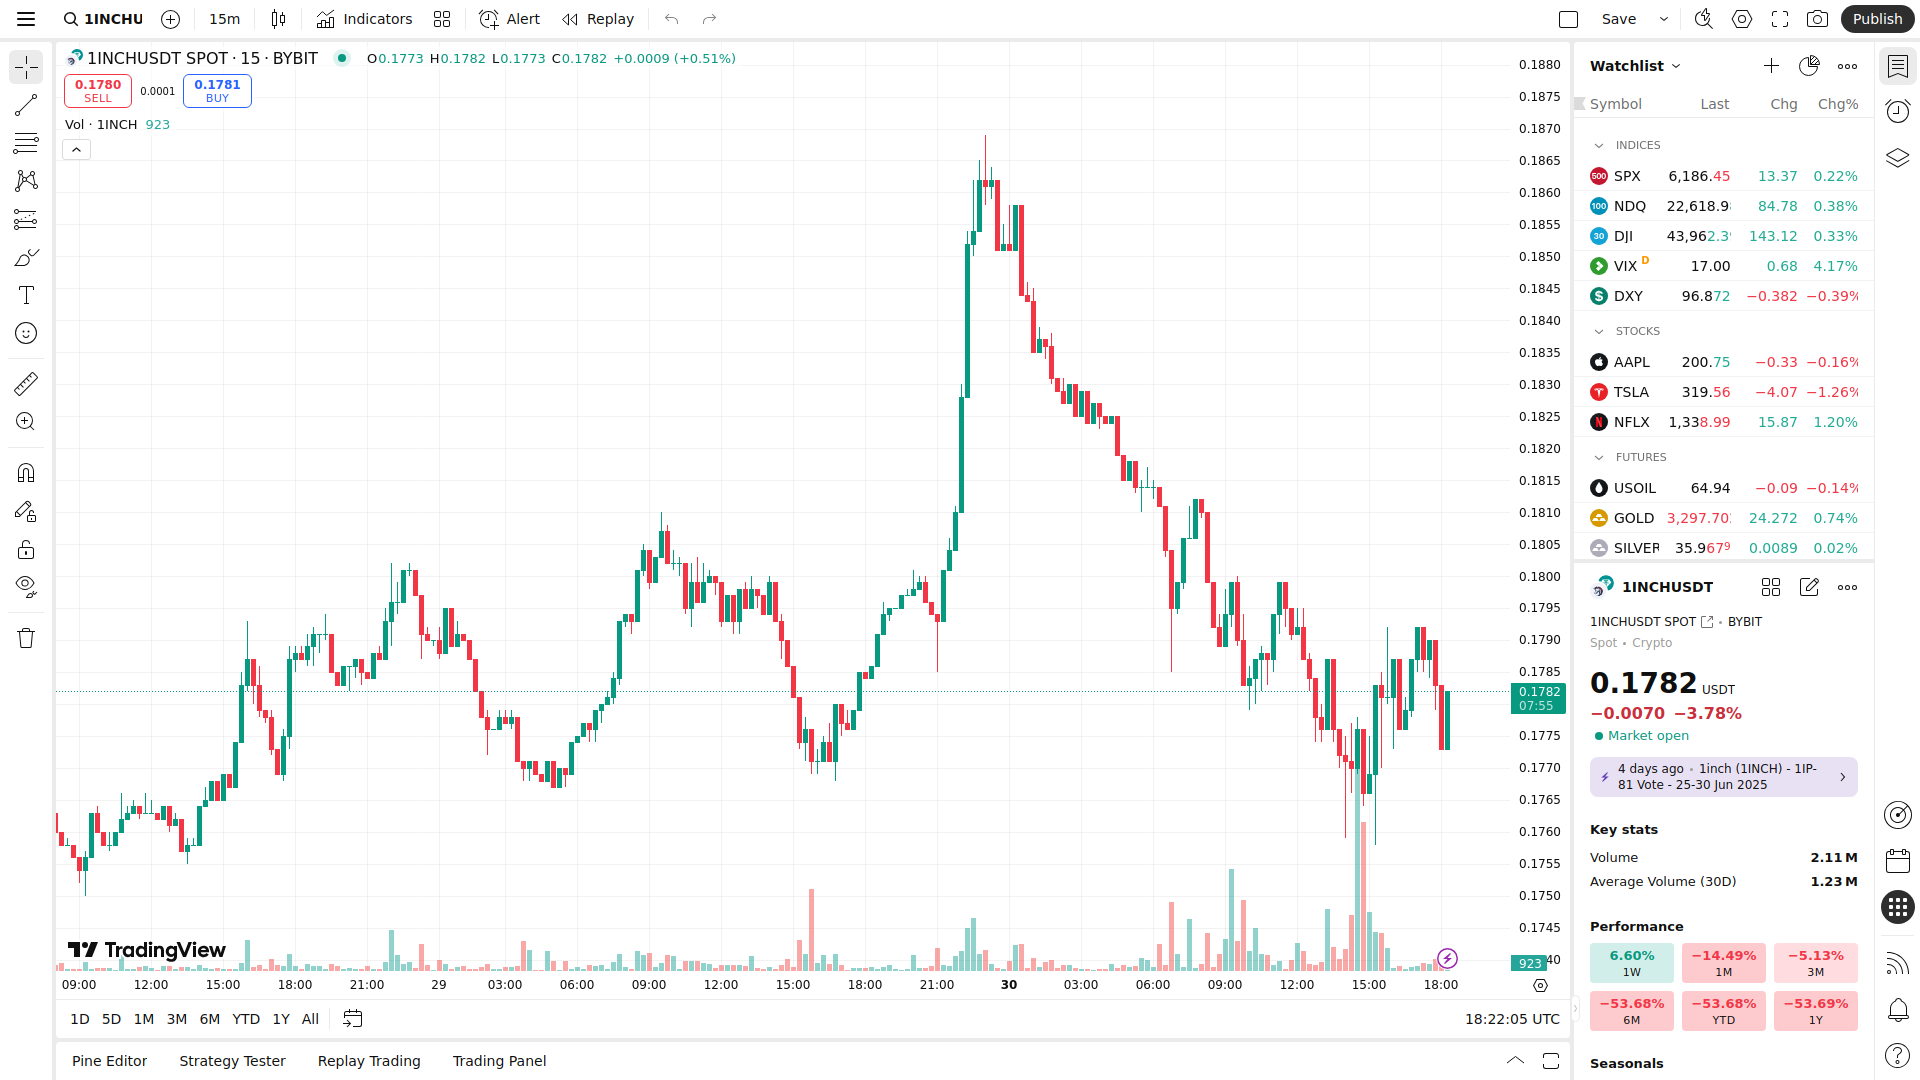 1INCHU
15m
Indicators
Alert
Replay
Save
Publish
1INCHUSDT SPOT · 15 · BYBIT
O0.1773 H0.1782 L0.1773 C0.1782 +0.0009 (+0.51%)
0.1780
SELL
0.0001
0.1781
BUY
Vol · 1INCH 923
0.1880
0.1875
0.1870
0.1865
0.1860
0.1855
0.1850
0.1845
0.1840
0.1835
0.1830
0.1825
0.1820
0.1815
0.1810
0.1805
0.1800
0.1795
0.1790
0.1785
0.1782
07:55
0.1775
0.1770
0.1765
0.1760
0.1755
0.1750
0.1745
923
40
TradingView
09:00 12:00 15:00 18:00 21:00 29 03:00 06:00 09:00 12:00 15:00 18:00 21:00 30 03:00 06:00 09:00 12:00 15:00 18:00
1D 5D 1M 3M 6M YTD 1Y All
18:22:05 UTC
Pine Editor Strategy Tester Replay Trading Trading Panel
Watchlist
Symbol Last Chg Chg%
INDICES
500 SPX 6,186.45 13.37 0.22%
100 NDQ 22,618.9 84.78 0.38%
30 DJI 43,962.3 143.12 0.33%
VIX D 17.00 0.68 4.17%
$ DXY 96.872 −0.382 −0.39%
STOCKS
AAPL 200.75 −0.33 −0.16%
TSLA 319.56 −4.07 −1.26%
N NFLX 1,338.99 15.87 1.20%
FUTURES
USOIL 64.94 −0.09 −0.14%
GOLD 3,297.70 24.272 0.74%
SILVER 35.9679 0.0089 0.02%
1INCHUSDT
1INCHUSDT SPOT • BYBIT
Spot • Crypto
0.1782 USDT
−0.0070 −3.78%
Market open
4 days ago • 1inch (1INCH) - 1IP-
81 Vote - 25-30 Jun 2025
Key stats
Volume 2.11 M
Average Volume (30D) 1.23 M
Performance
6.60% −14.49% −5.13%
1W 1M 3M
−53.68% −53.68% −53.69%
6M YTD 1Y
Seasonals